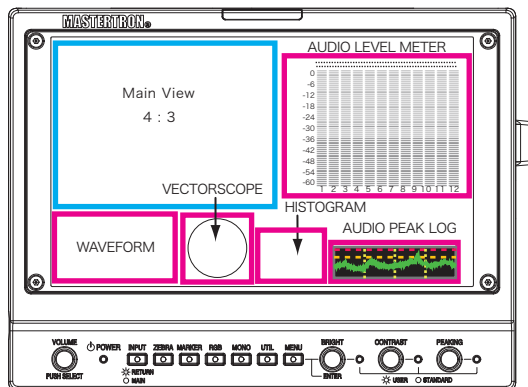 MASTERTRON®
AUDIO LEVEL METER
Main View
4 : 3
0
-6
-12
-18
-24
-30
-36
-42
-48
-54
-60
1 2 3 4 5 6 7 8 9 10 11 12
VECTORSCOPE
HISTOGRAM
WAVEFORM
AUDIO PEAK LOG
VOLUME
PUSH SELECT
POWER
INPUT ZEBRA MARKER RGB MONO UTIL MENU
RETURN
MAIN
BRIGHT
ENTER
CONTRAST
PEAKING
USER STANDARD